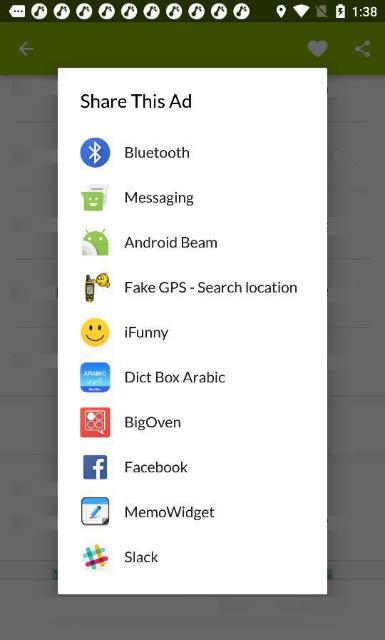 1:38
Share This Ad
Bluetooth
Messaging
Android Beam
Fake GPS - Search location
iFunny
ARABIC
Dict Box Arabic
BigOven
Facebook
MemoWidget
Slack